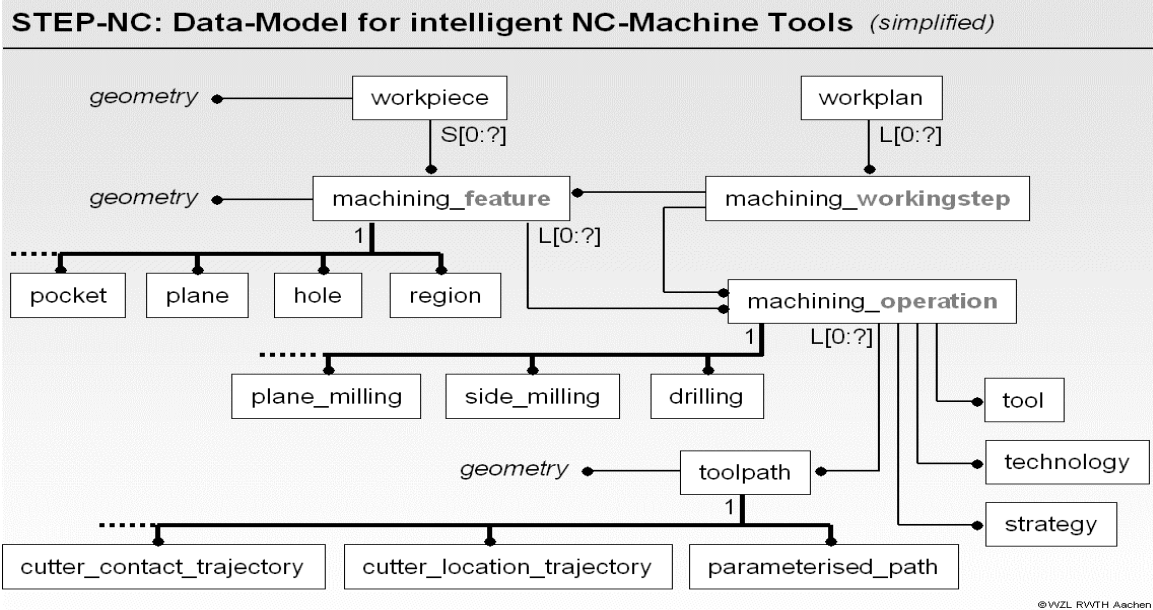 STEP-NC: Data-Model for intelligent NC-Machine Tools (simplified)
geometry
workpiece
workplan
S[0:?]
L[0:?]
geometry
machining_feature
machining_workingstep
1
L[0:?]
pocket
plane
hole
region
machining_operation
1
L[0:?]
plane_milling
side_milling
drilling
tool
geometry
toolpath
technology
1
strategy
cutter_contact_trajectory
cutter_location_trajectory
parameterised_path
©WZL RWTH Aachen